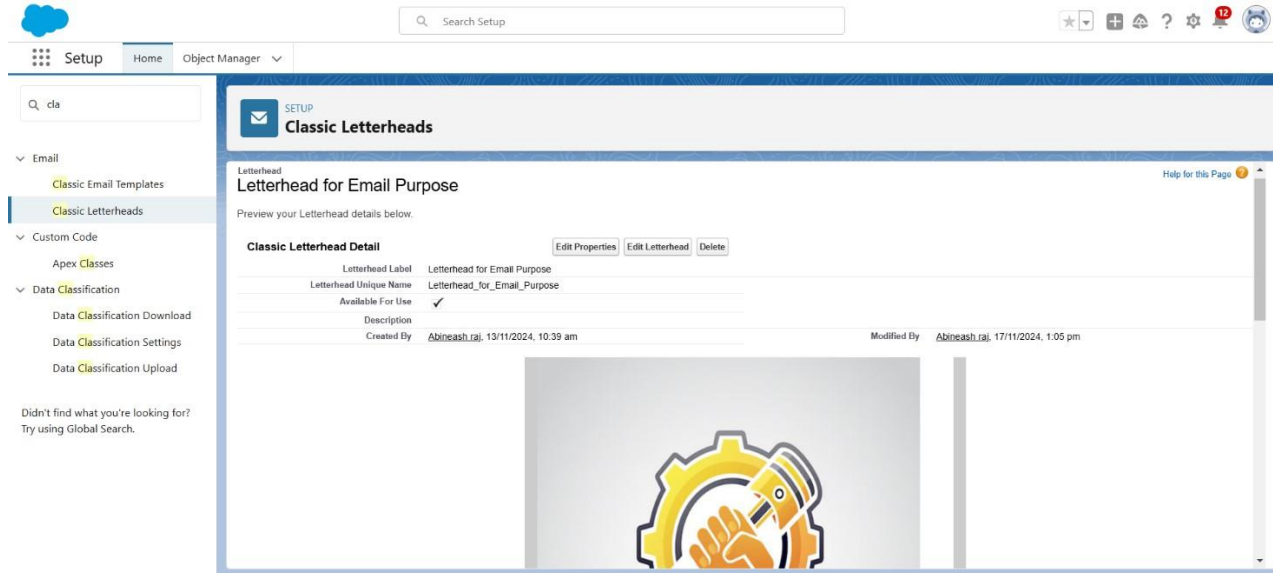 Search Setup
12
Setup
Home
Object Manager
cla
Email
Classic Email Templates
Classic Letterheads
Custom Code
Apex Classes
Data Classification
Data Classification Download
Data Classification Settings
Data Classification Upload
Didn't find what you're looking for?
Try using Global Search.
SETUP
Classic Letterheads
Letterhead
Letterhead for Email Purpose
Help for this Page
Preview your Letterhead details below.
Classic Letterhead Detail
Edit Properties Edit Letterhead Delete
Letterhead Label Letterhead for Email Purpose
Letterhead Unique Name Letterhead_for_Email_Purpose
Available For Use
Description
Created By Abineash raj, 13/11/2024, 10:39 am Modified By Abineash raj, 17/11/2024, 1:05 pm